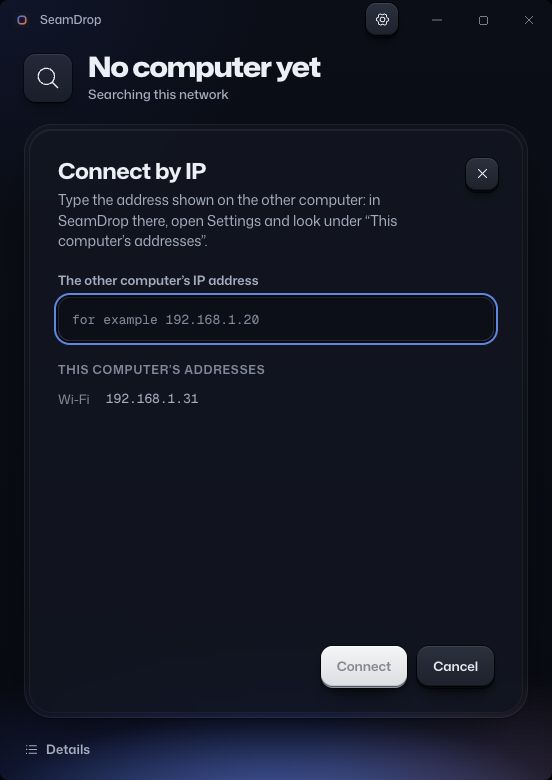 SeamDrop
No computer yet
Searching this network
Connect by IP
Type the address shown on the other computer: in
SeamDrop there, open Settings and look under “This
computer’s addresses”.
The other computer’s IP address
for example 192.168.1.20
THIS COMPUTER’S ADDRESSES
Wi-Fi 192.168.1.31
Connect Cancel
Details